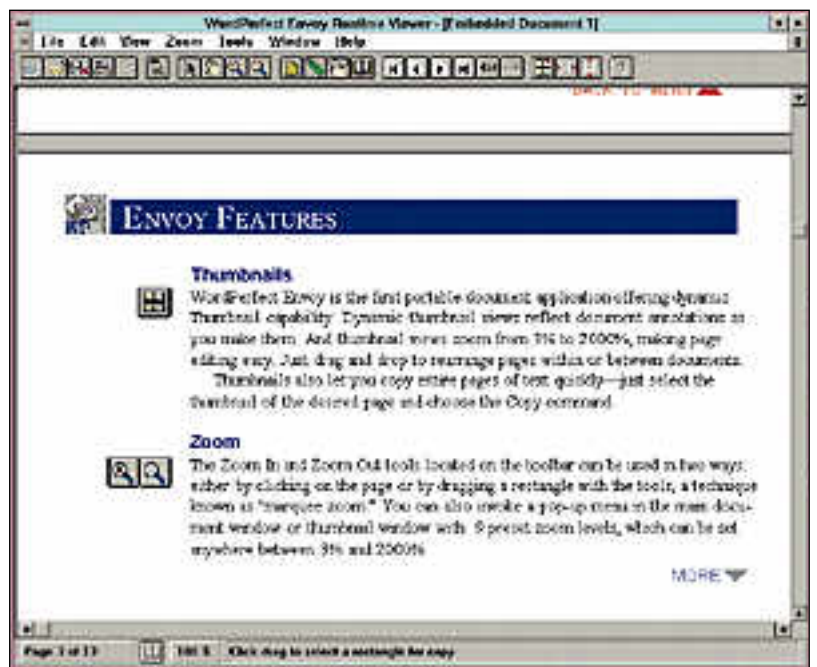 WordPerfect Envoy Runtime Viewer - [Embedded Document 1]
File Edit View Zoom Tools Window Help
BACK TO MENU
ENVOY FEATURES
Thumbnails
WordPerfect Envoy is the first portable document application offering dynamic
Thumbnail capability. Dynamic thumbnail views reflect document annotations as
you make them. And thumbnail views zoom from 3% to 2000%, making page
editing easy. Just drag and drop to rearrange pages within or between documents.
Thumbnails also let you copy entire pages of text quickly—just select the
thumbnail of the desired page and choose the Copy command.
Zoom
The Zoom In and Zoom Out tools located on the toolbar can be used in two ways:
either by clicking on the page or by dragging a rectangle with the tools, a technique
known as "marquee zoom." You can also invoke a pop-up menu in the main docu-
ment window or thumbnail window with preset zoom levels, which can be set
anywhere between 3% and 2000%
MORE
Page of 13 % Click drag to select a rectangle for copy